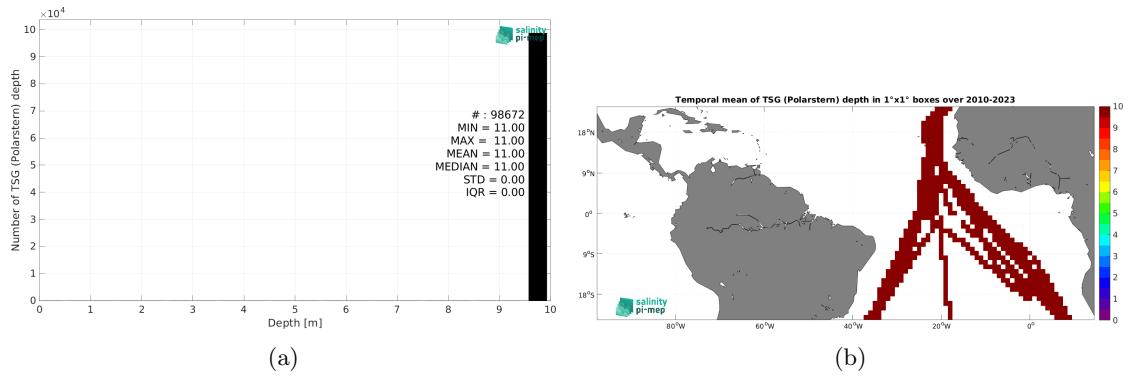 ×10⁴
10
9
8
7
6
5
4
3
2
1
0
Number of TSG (Polarstern) depth
salinity
pi-mep
# : 98672
MIN = 11.00
MAX = 11.00
MEAN = 11.00
MEDIAN = 11.00
STD = 0.00
IQR = 0.00
0 1 2 3 4 5 6 7 8 9 10
Depth [m]
(a)
Temporal mean of TSG (Polarstern) depth in 1°x1° boxes over 2010-2023
18°N
9°N
0°
9°S
18°S
salinity
pi-mep
80°W 60°W 40°W 20°W 0°
10
9
8
7
6
5
4
3
2
1
0
(b)